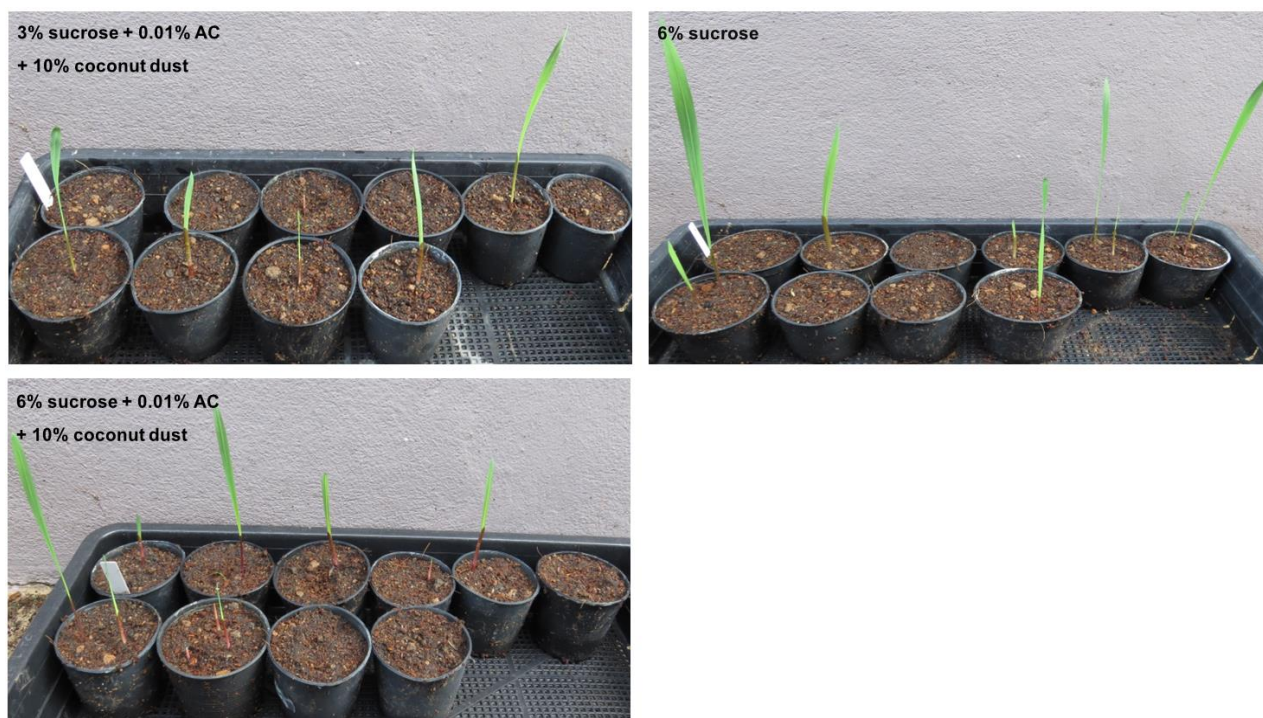 3% sucrose + 0.01% AC
+ 10% coconut dust
6% sucrose
6% sucrose + 0.01% AC
+ 10% coconut dust